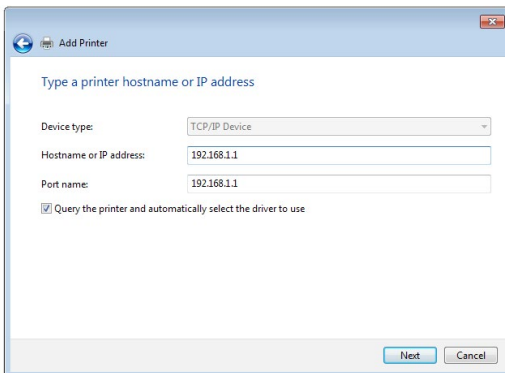 Add Printer
Type a printer hostname or IP address
Device type: TCP/IP Device
Hostname or IP address: 192.168.1.1
Port name: 192.168.1.1
Query the printer and automatically select the driver to use
Next Cancel